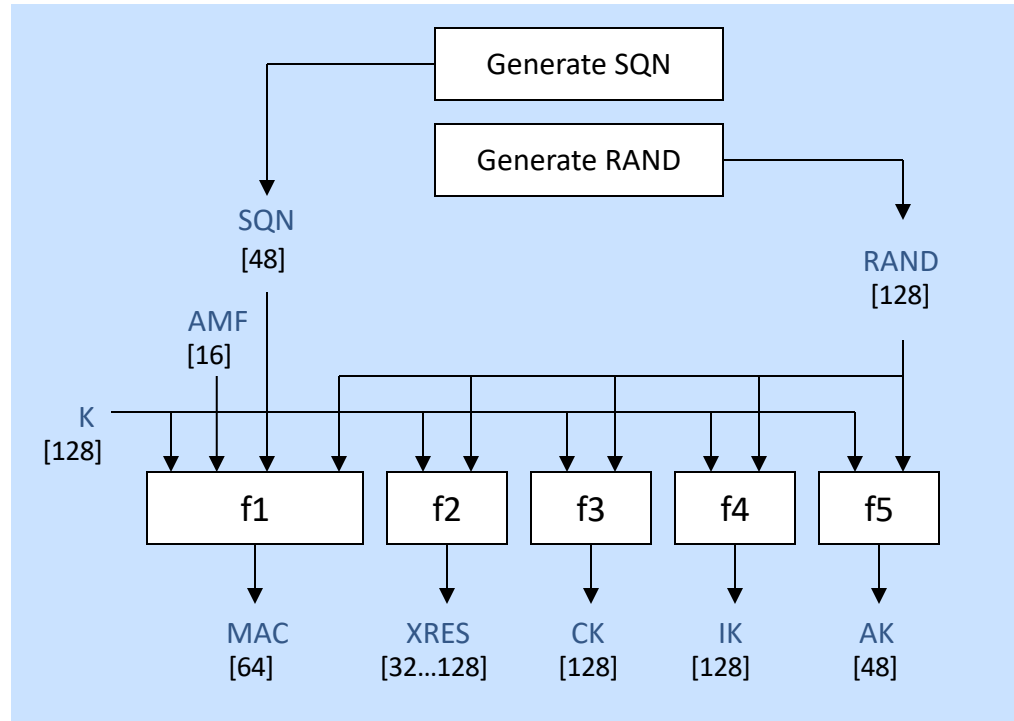 Generate SQN
Generate RAND
SQN
[48]
RAND
[128]
AMF
[16]
K
[128]
f1
f2
f3
f4
f5
MAC
[64]
XRES
[32...128]
CK
[128]
IK
[128]
AK
[48]